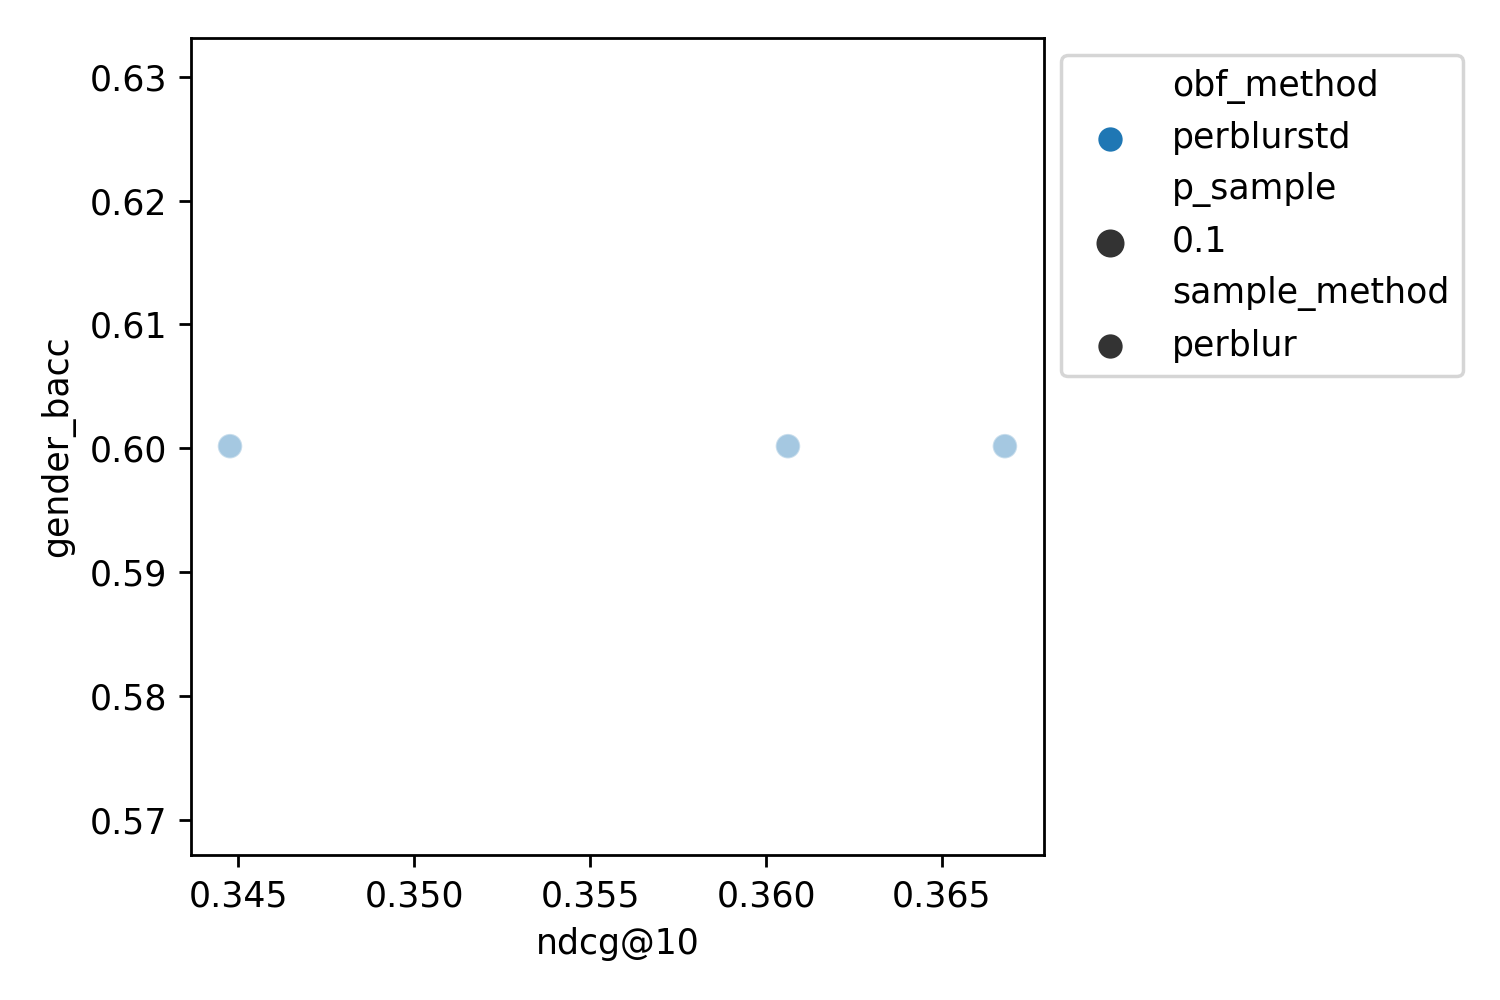 0.63
0.62
0.61
0.60
0.59
0.58
0.57
gender_bacc
0.345 0.350 0.355 0.360 0.365
ndcg@10
obf_method
perblurstd
p_sample
0.1
sample_method
perblur